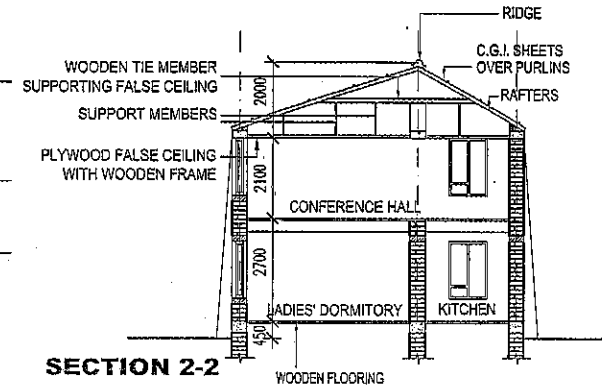 RIDGE
WOODEN TIE MEMBER
SUPPORTING FALSE CEILING
C.G.I. SHEETS
OVER PURLINS
2000
RAFTERS
SUPPORT MEMBERS
PLYWOOD FALSE CEILING
WITH WOODEN FRAME
2100
CONFERENCE HALL
2700
ADIES' DORMITORY
KITCHEN
450
SECTION 2-2
WOODEN FLOORING